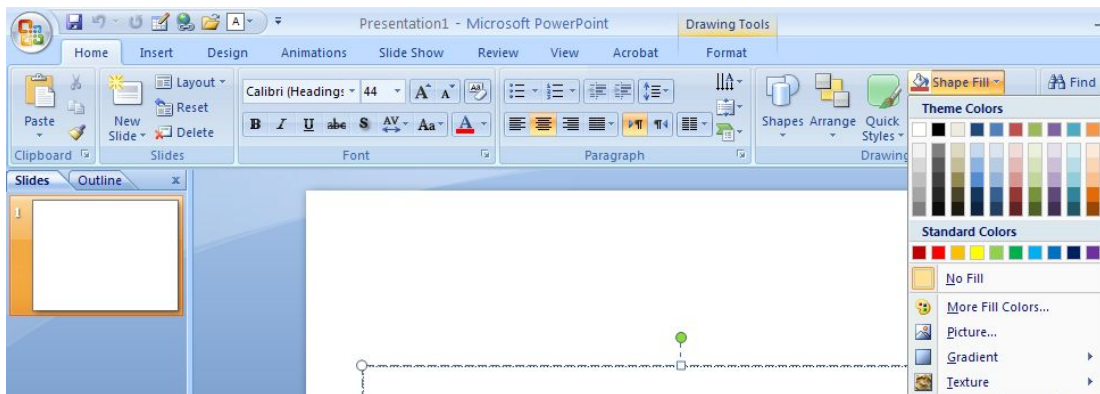 Presentation1 - Microsoft PowerPoint
Drawing Tools
Home Insert Design Animations Slide Show Review View Acrobat Format
Paste
Clipboard
New Slide
Layout
Reset
Delete
Slides
Calibri (Headings 44
B I U abe S AV Aa A
Font
Paragraph
Shapes Arrange Quick Styles
Drawing
Shape Fill
Find
Theme Colors
Standard Colors
No Fill
More Fill Colors...
Picture...
Gradient
Texture
Slides Outline x
1